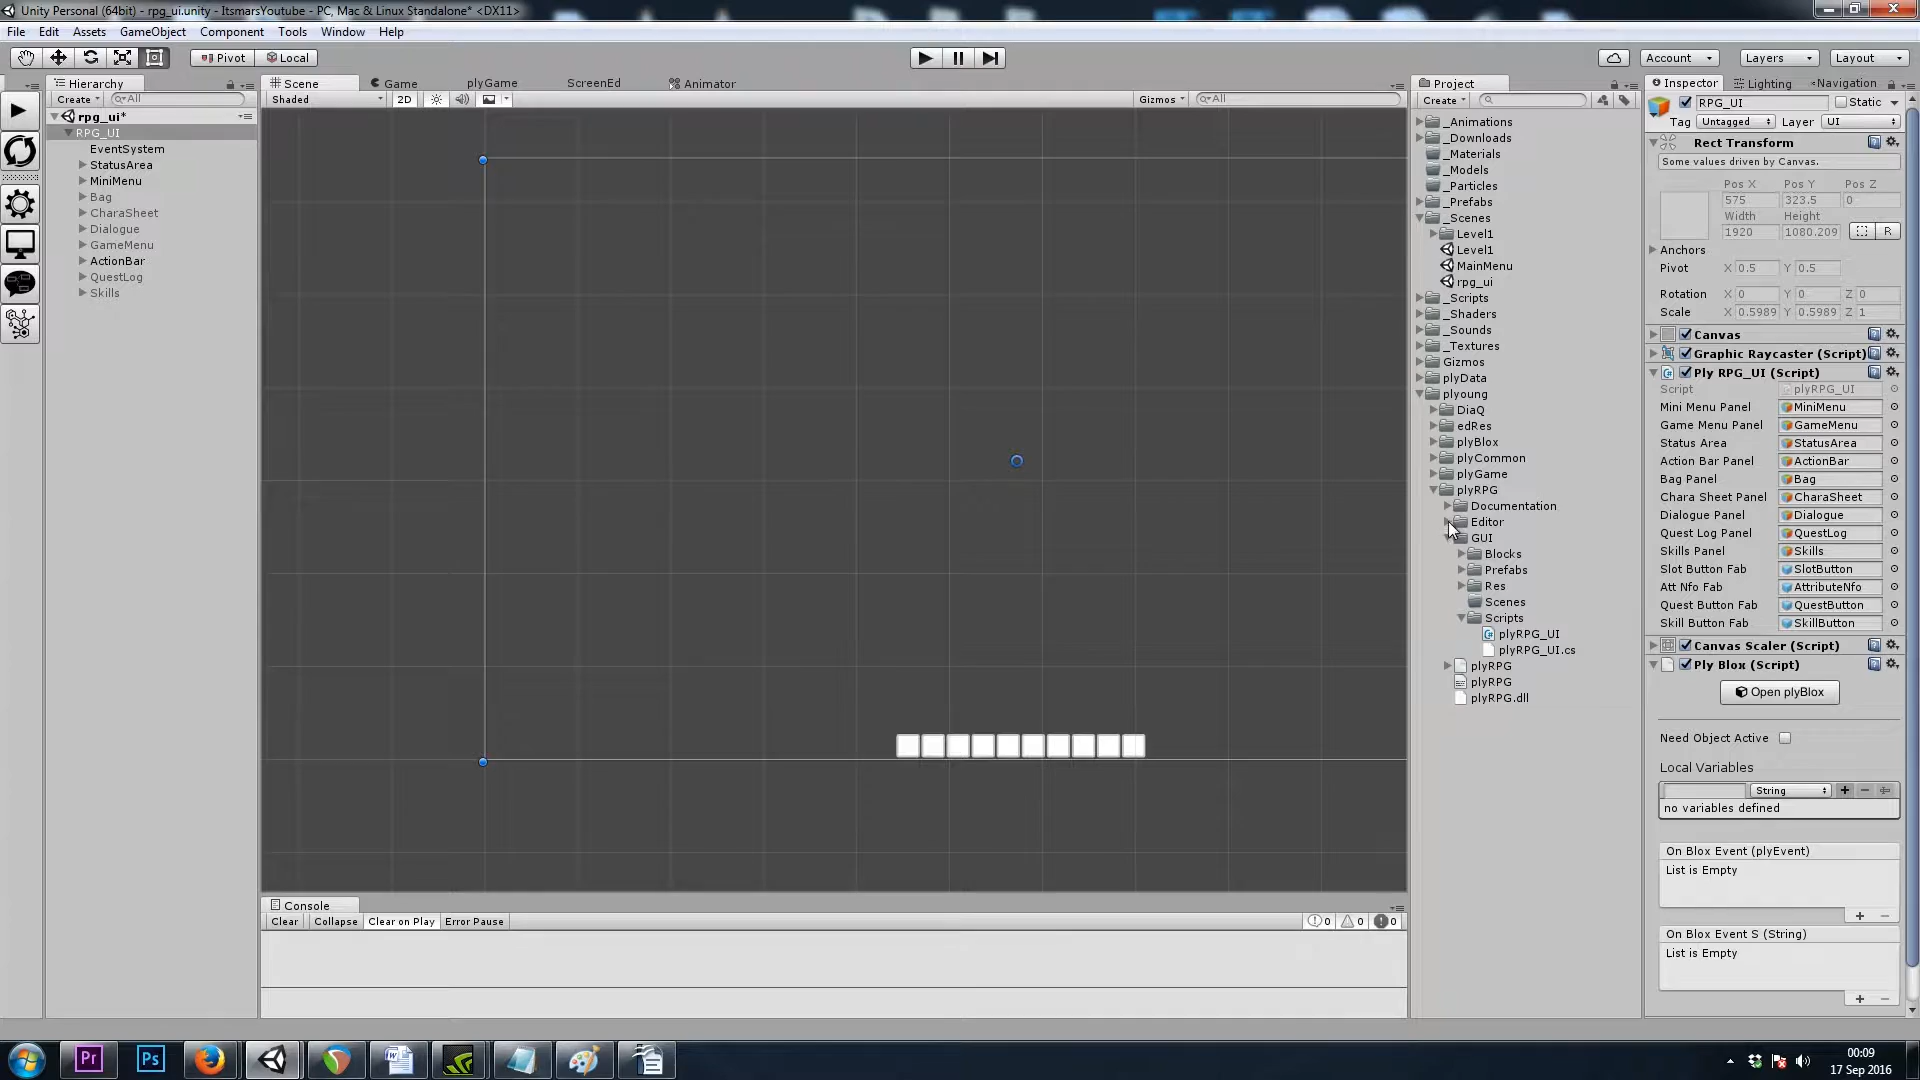 Unity Personal (64bit) - rpg_ui.unity - ItsmarsYoutube - PC, Mac & Linux Standalone* <DX11>
File Edit Assets GameObject Component Tools Window Help
Pivot Local Account Layers Layout
Hierarchy
Create All
rpg_ui*
RPG_UI
EventSystem
StatusArea
MiniMenu
Bag
CharaSheet
Dialogue
GameMenu
ActionBar
QuestLog
Skills
Scene Game plyGame ScreenEd Animator
Shaded 2D Gizmos All
Console
Clear Collapse Clear on Play Error Pause 0 0 0
Project
Create
_Animations
_Downloads
_Materials
_Models
_Particles
_Prefabs
_Scenes
Level1
Level1
MainMenu
rpg_ui
_Scripts
_Shaders
_Sounds
_Textures
Gizmos
plyData
plyoung
DiaQ
edRes
plyBlox
plyCommon
plyGame
plyRPG
Documentation
Editor
GUI
Blocks
Prefabs
Res
Scenes
Scripts
plyRPG_UI
plyRPG_UI.cs
plyRPG
plyRPG
plyRPG.dll
Inspector Lighting Navigation
RPG_UI Static
Tag Untagged Layer UI
Rect Transform
Some values driven by Canvas.
Pos X Pos Y Pos Z
575 323.5 0
Width Height
1920 1080.209 R
Anchors
Pivot X 0.5 Y 0.5
Rotation X 0 Y 0 Z 0
Scale X 0.5989 Y 0.5989 Z 1
Canvas
Graphic Raycaster (Script)
Ply RPG_UI (Script)
Script plyRPG_UI
Mini Menu Panel MiniMenu
Game Menu Panel GameMenu
Status Area StatusArea
Action Bar Panel ActionBar
Bag Panel Bag
Chara Sheet Panel CharaSheet
Dialogue Panel Dialogue
Quest Log Panel QuestLog
Skills Panel Skills
Slot Button Fab SlotButton
Att Nfo Fab AttributeNfo
Quest Button Fab QuestButton
Skill Button Fab SkillButton
Canvas Scaler (Script)
Ply Blox (Script)
Open plyBlox
Need Object Active
Local Variables
String
no variables defined
On Blox Event (plyEvent)
List is Empty
On Blox Event S (String)
List is Empty
Pr Ps
00:09
17 Sep 2016